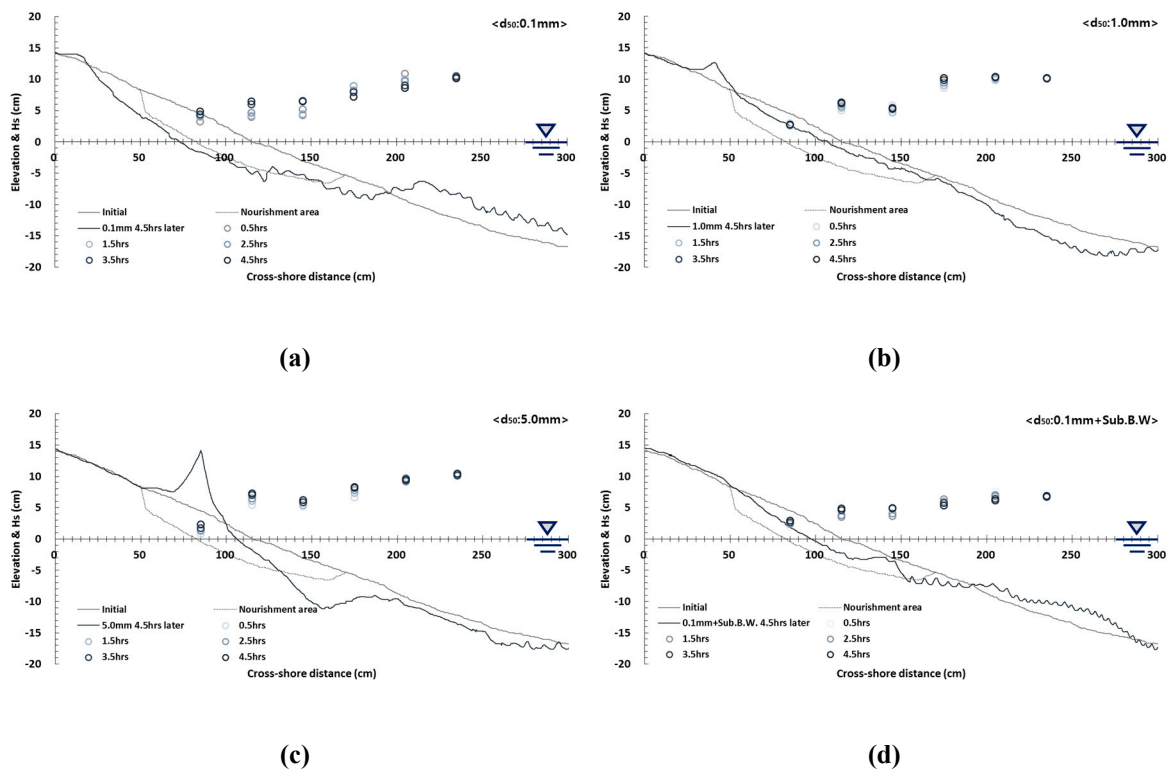 <d50:0.1mm>
Elevation & Hs (cm)
20
15
10
5
0
-5
-10
-15
-20
0 50 100 150 200 250 300
Initial
Nourishment area
0.1mm 4.5hrs later
0.5hrs
1.5hrs
2.5hrs
3.5hrs
4.5hrs
Cross-shore distance (cm)
(a)
<d50:1.0mm>
Elevation & Hs (cm)
20
15
10
5
0
-5
-10
-15
-20
0 50 100 150 200 250 300
Initial
Nourishment area
1.0mm 4.5hrs later
0.5hrs
1.5hrs
2.5hrs
3.5hrs
4.5hrs
Cross-shore distance (cm)
(b)
<d50:5.0mm>
Elevation & Hs (cm)
20
15
10
5
0
-5
-10
-15
-20
0 50 100 150 200 250 300
Initial
Nourishment area
5.0mm 4.5hrs later
0.5hrs
1.5hrs
2.5hrs
3.5hrs
4.5hrs
Cross-shore distance (cm)
(c)
<d50:0.1mm+Sub.B.W>
Elevation & Hs (cm)
20
15
10
5
0
-5
-10
-15
-20
0 50 100 150 200 250 300
Initial
Nourishment area
0.1mm+Sub.B.W. 4.5hrs later
0.5hrs
1.5hrs
2.5hrs
3.5hrs
4.5hrs
Cross-shore distance (cm)
(d)